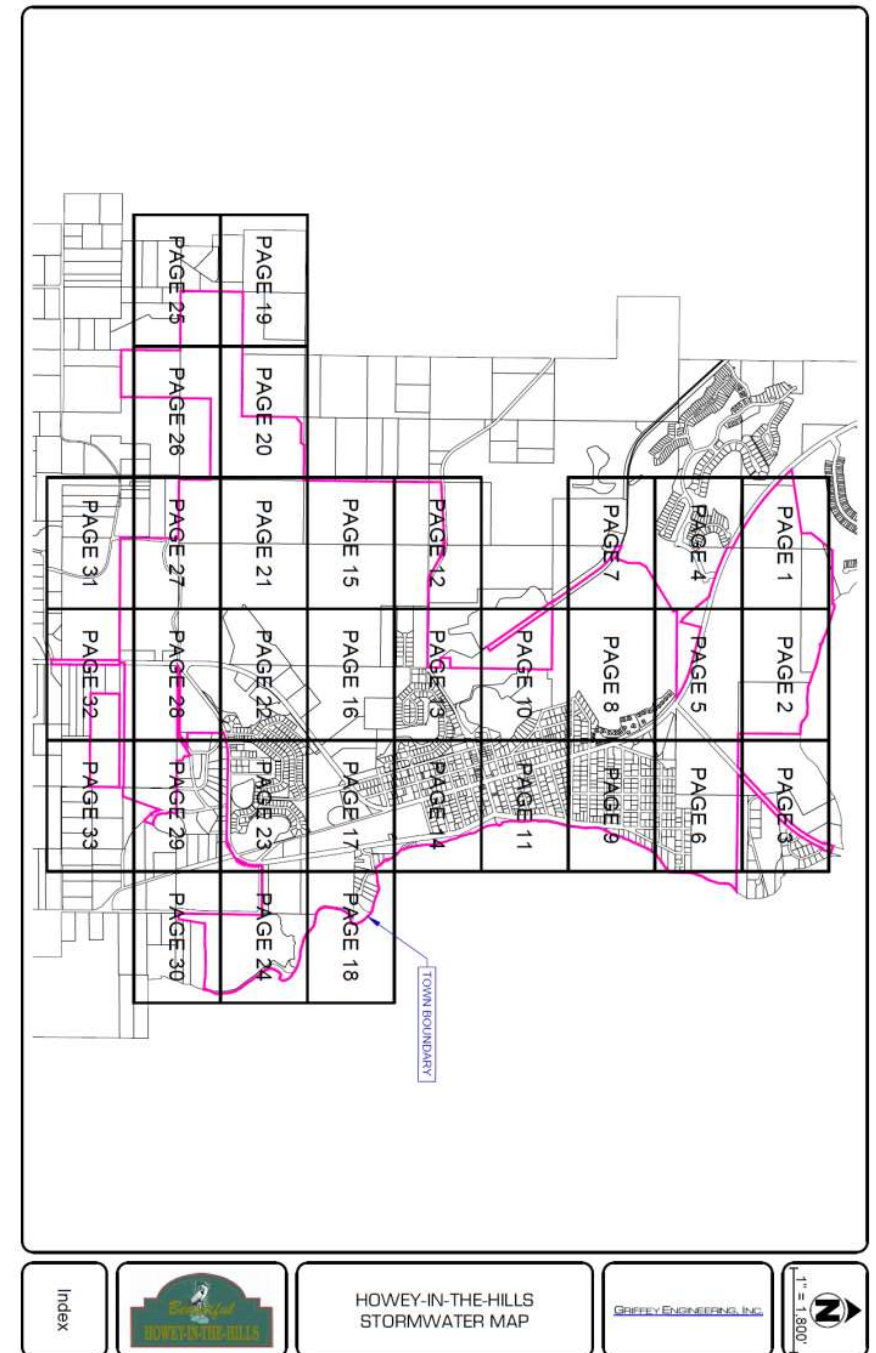 PAGE 1
PAGE 2
PAGE 3
PAGE 4
PAGE 5
PAGE 6
PAGE 7
PAGE 8
PAGE 9
PAGE 10
PAGE 11
PAGE 12
PAGE 13
PAGE 14
PAGE 15
PAGE 16
PAGE 17
PAGE 18
PAGE 19
PAGE 20
PAGE 21
PAGE 22
PAGE 23
PAGE 24
PAGE 25
PAGE 26
PAGE 27
PAGE 28
PAGE 29
PAGE 30
PAGE 31
PAGE 32
PAGE 33
TOWN BOUNDARY
Index
Beautiful
HOWEY-IN-THE-HILLS
HOWEY-IN-THE-HILLS
STORMWATER MAP
GRIFFEY ENGINEERING, INC.
N
1" = 1,800'